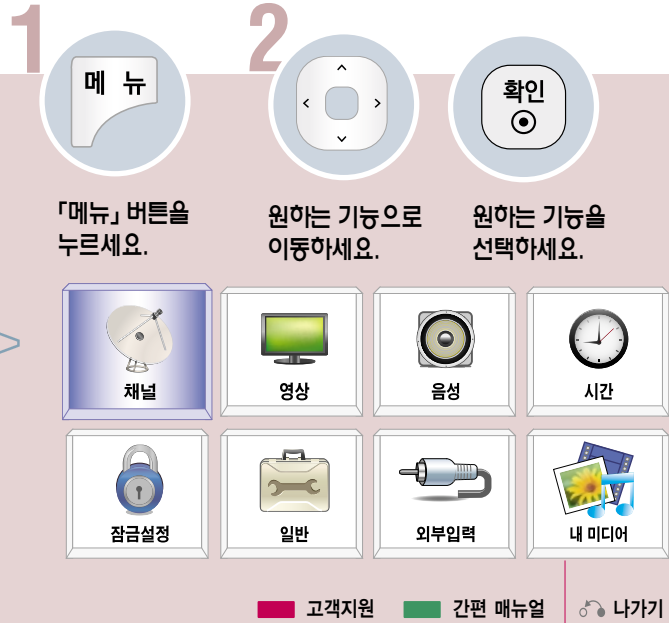 1
2
메 뉴
확인
「메뉴」 버튼을
누르세요.
원하는 기능으로
이동하세요.
원하는 기능을
선택하세요.
채널
영상
음성
시간
잠금설정
일반
외부입력
내 미디어
고객지원
간편 매뉴얼
나가기